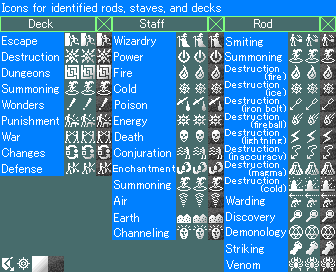 Icons for identified rods, staves, and decks
Deck Staff Rod
Escape Wizardry Smiting
Destruction Power Summoning
Dungeons Fire Destruction (fire)
Summoning Cold Destruction (ice)
Wonders Poison Destruction (iron bolt)
Punishment Energy Destruction (fireball)
War Death Destruction (lightning)
Changes Conjuration Destruction (inaccuracy)
Defense Enchantment Destruction (magma)
Summoning Destruction (cold)
Air Warding
Earth Discovery
Channeling Demonology
Striking
Venom